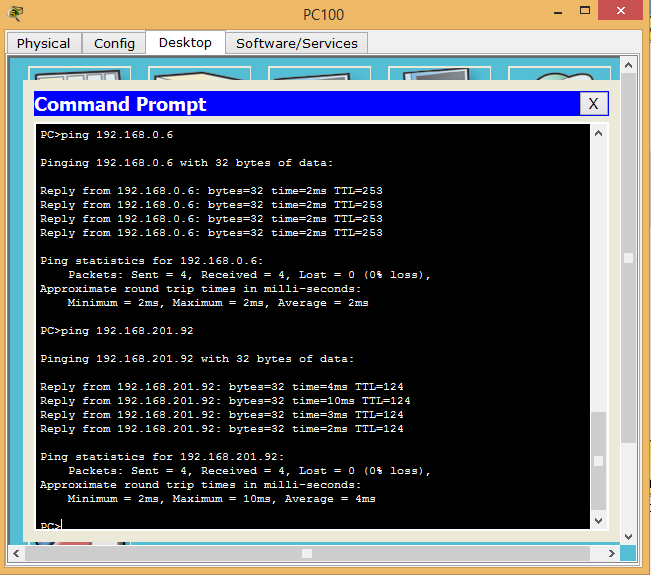 PC100
Physical Config Desktop Software/Services
Command Prompt X
PC>ping 192.168.0.6
Pinging 192.168.0.6 with 32 bytes of data:
Reply from 192.168.0.6: bytes=32 time=2ms TTL=253
Reply from 192.168.0.6: bytes=32 time=2ms TTL=253
Reply from 192.168.0.6: bytes=32 time=2ms TTL=253
Reply from 192.168.0.6: bytes=32 time=2ms TTL=253
Ping statistics for 192.168.0.6:
Packets: Sent = 4, Received = 4, Lost = 0 (0% loss),
Approximate round trip times in milli-seconds:
Minimum = 2ms, Maximum = 2ms, Average = 2ms
PC>ping 192.168.201.92
Pinging 192.168.201.92 with 32 bytes of data:
Reply from 192.168.201.92: bytes=32 time=4ms TTL=124
Reply from 192.168.201.92: bytes=32 time=10ms TTL=124
Reply from 192.168.201.92: bytes=32 time=3ms TTL=124
Reply from 192.168.201.92: bytes=32 time=2ms TTL=124
Ping statistics for 192.168.201.92:
Packets: Sent = 4, Received = 4, Lost = 0 (0% loss),
Approximate round trip times in milli-seconds:
Minimum = 2ms, Maximum = 10ms, Average = 4ms
PC>